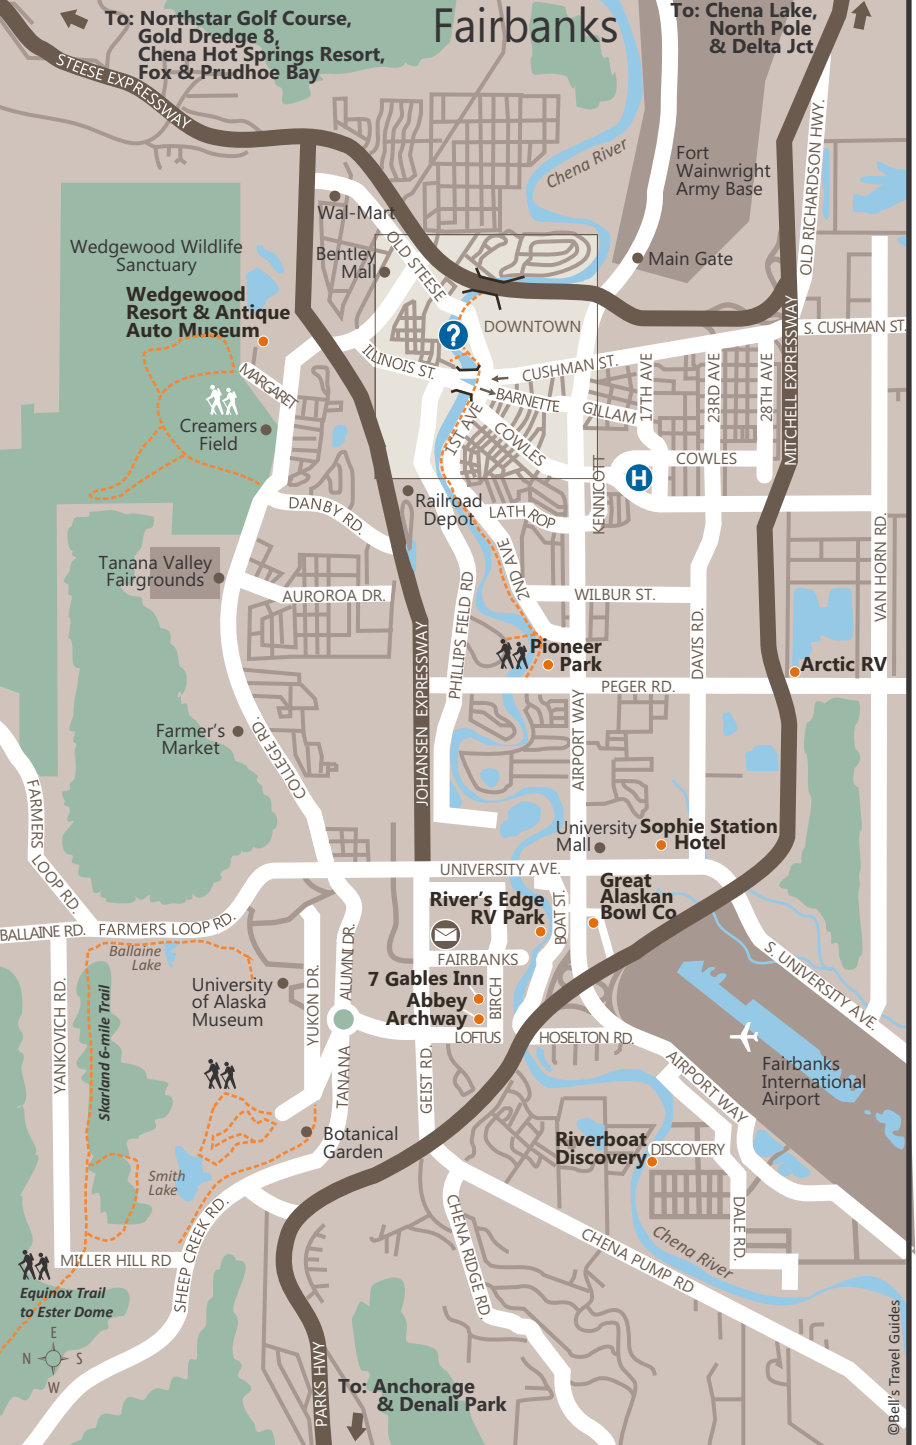 Fairbanks
To: Northstar Golf Course,
Gold Dredge 8,
Chena Hot Springs Resort,
Fox & Prudhoe Bay
To: Chena Lake,
North Pole
& Delta Jct
STEESE EXPRESSWAY
Chena River
OLD RICHARDSON HWY.
Fort
Wainwright
Army Base
Wal-Mart
OLD STEESE
Bentley
Mall
Main Gate
Wedgewood Wildlife
Sanctuary
Wedgewood
Resort & Antique
Auto Museum
?
DOWNTOWN
S. CUSHMAN ST.
ILLINOIS ST.
CUSHMAN ST.
MARGARET
BARNETTE
GILLAM
17TH AVE
23RD AVE
28TH AVE
MITCHELL EXPRESSWAY
Creamers
Field
1ST AVE
COWLES
COWLES
H
KENNICOTT
Railroad
Depot
DANBY RD.
LATH ROP
VAN HORN RD.
Tanana Valley
Fairgrounds
2ND AVE
AUROROA DR.
PHILLIPS FIELD RD
WILBUR ST.
DAVIS RD.
JOHANSEN EXPRESSWAY
Pioneer
Park
Arctic RV
PEGER RD.
AIRPORT WAY
Farmer's
Market
COLLEGE RD.
FARMERS
LOOP RD.
University
Mall
Sophie Station
Hotel
UNIVERSITY AVE.
Great
Alaskan
Bowl Co
River's Edge
RV Park
BOAT ST.
BALLAINE RD.
FARMERS LOOP RD.
Ballaine
Lake
ALUMNI DR.
FAIRBANKS
S. UNIVERSITY AVE.
7 Gables Inn
Abbey
Archway
BIRCH
University
of Alaska
Museum
YUKON DR.
YANKOVICH RD.
Skarland 6-mile Trail
LOFTUS
HOSELTON RD.
TANANA
GEIST RD.
AIRPORT WAY
Fairbanks
International
Airport
Botanical
Garden
Riverboat
Discovery
DISCOVERY
Smith
Lake
SHEEP CREEK RD.
CHENA RIDGE RD.
CHENA PUMP RD
Chena River
DALE RD.
MILLER HILL RD
Equinox Trail
to Ester Dome
E
N
S
W
PARKS HWY
To: Anchorage
& Denali Park
©Bell's Travel Guides